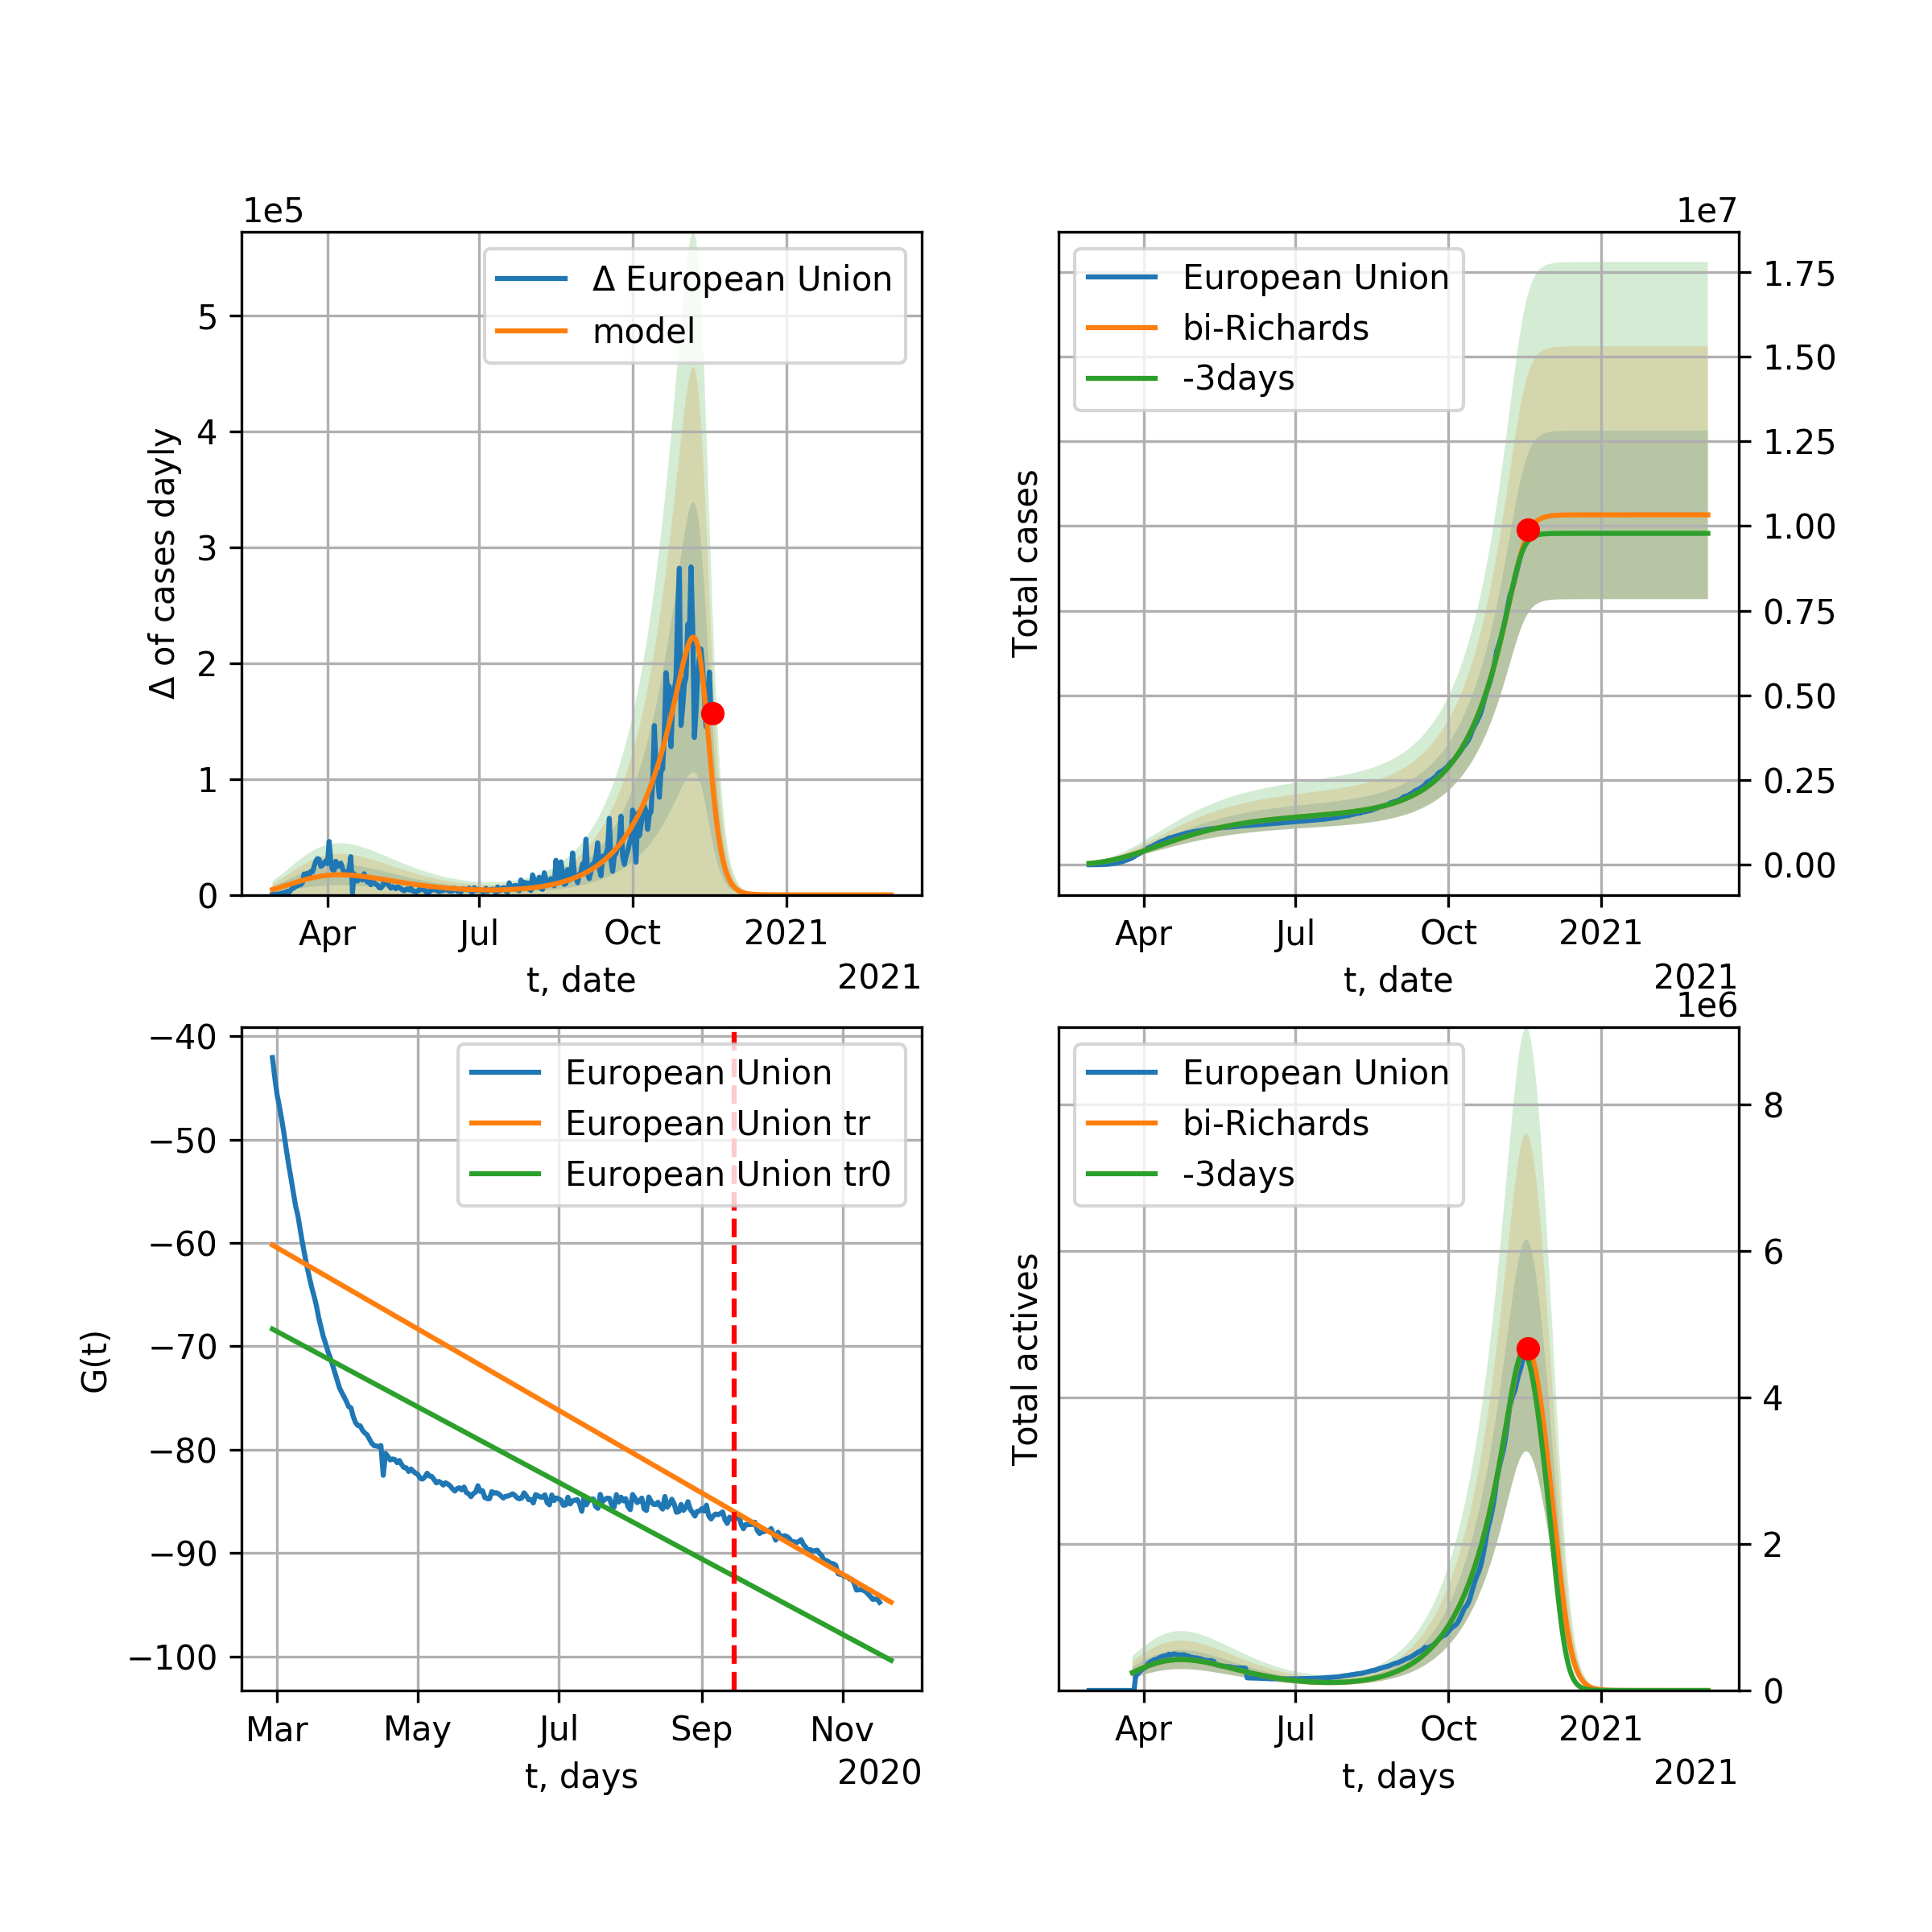 1e5
Δ European Union
model
5
4
3
2
1
0
Δ of cases dayly
Apr
Jul
Oct
2021
t, date
2021
1e7
European Union
bi-Richards
-3days
1.75
1.50
1.25
1.00
0.75
0.50
0.25
0.00
Total cases
Apr
Jul
Oct
2021
t, date
2021
−40
−50
−60
−70
−80
−90
−100
European Union
European Union tr
European Union tr0
G(t)
Mar
May
Jul
Sep
Nov
t, days
2020
1e6
European Union
bi-Richards
-3days
8
6
4
2
0
Total actives
Apr
Jul
Oct
2021
t, days
2021